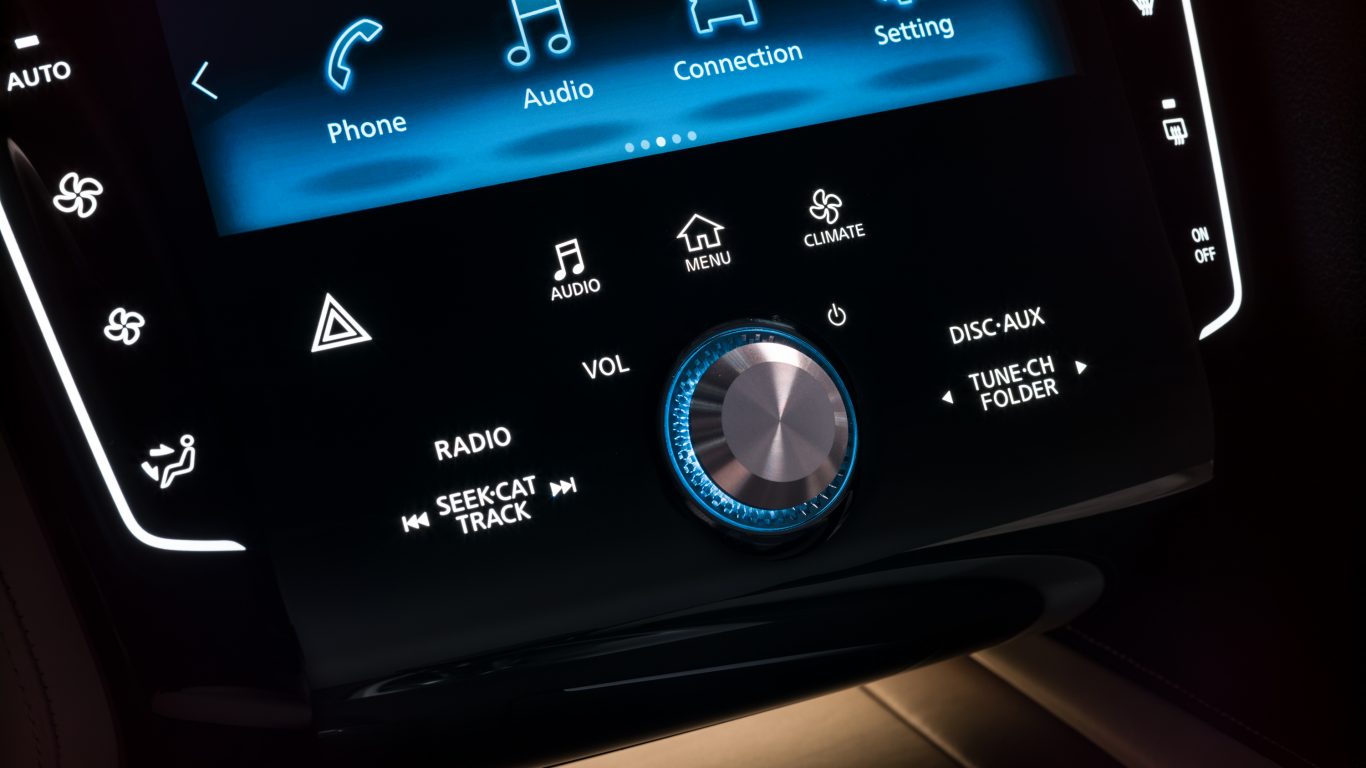 AUTO
Phone
Audio
Connection
Setting
AUDIO
MENU
CLIMATE
ON
OFF
VOL
DISC·AUX
TUNE·CH
FOLDER
RADIO
SEEK·CAT
TRACK